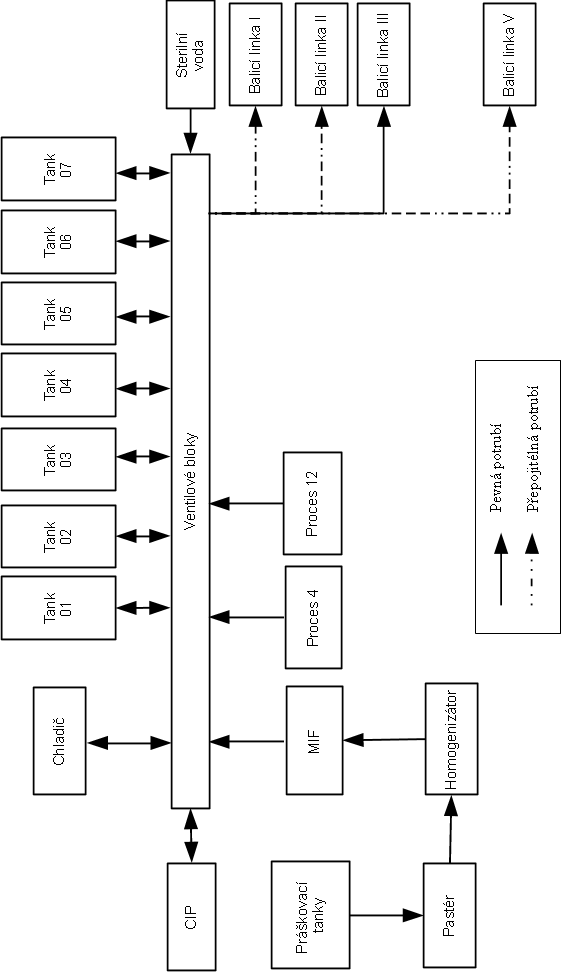 Chladič
Tank
01
Tank
02
Tank
03
Tank
04
Tank
05
Tank
06
Tank
07
CIP
Ventilové bloky
Sterilní
voda
Práškovací
tanky
MIF
Proces 4
Proces 12
Balicí linka I
Balicí linka II
Balicí linka III
Balicí linka V
Pastér
Homogenizátor
Pevná potrubí
Přepojitélná potrubí